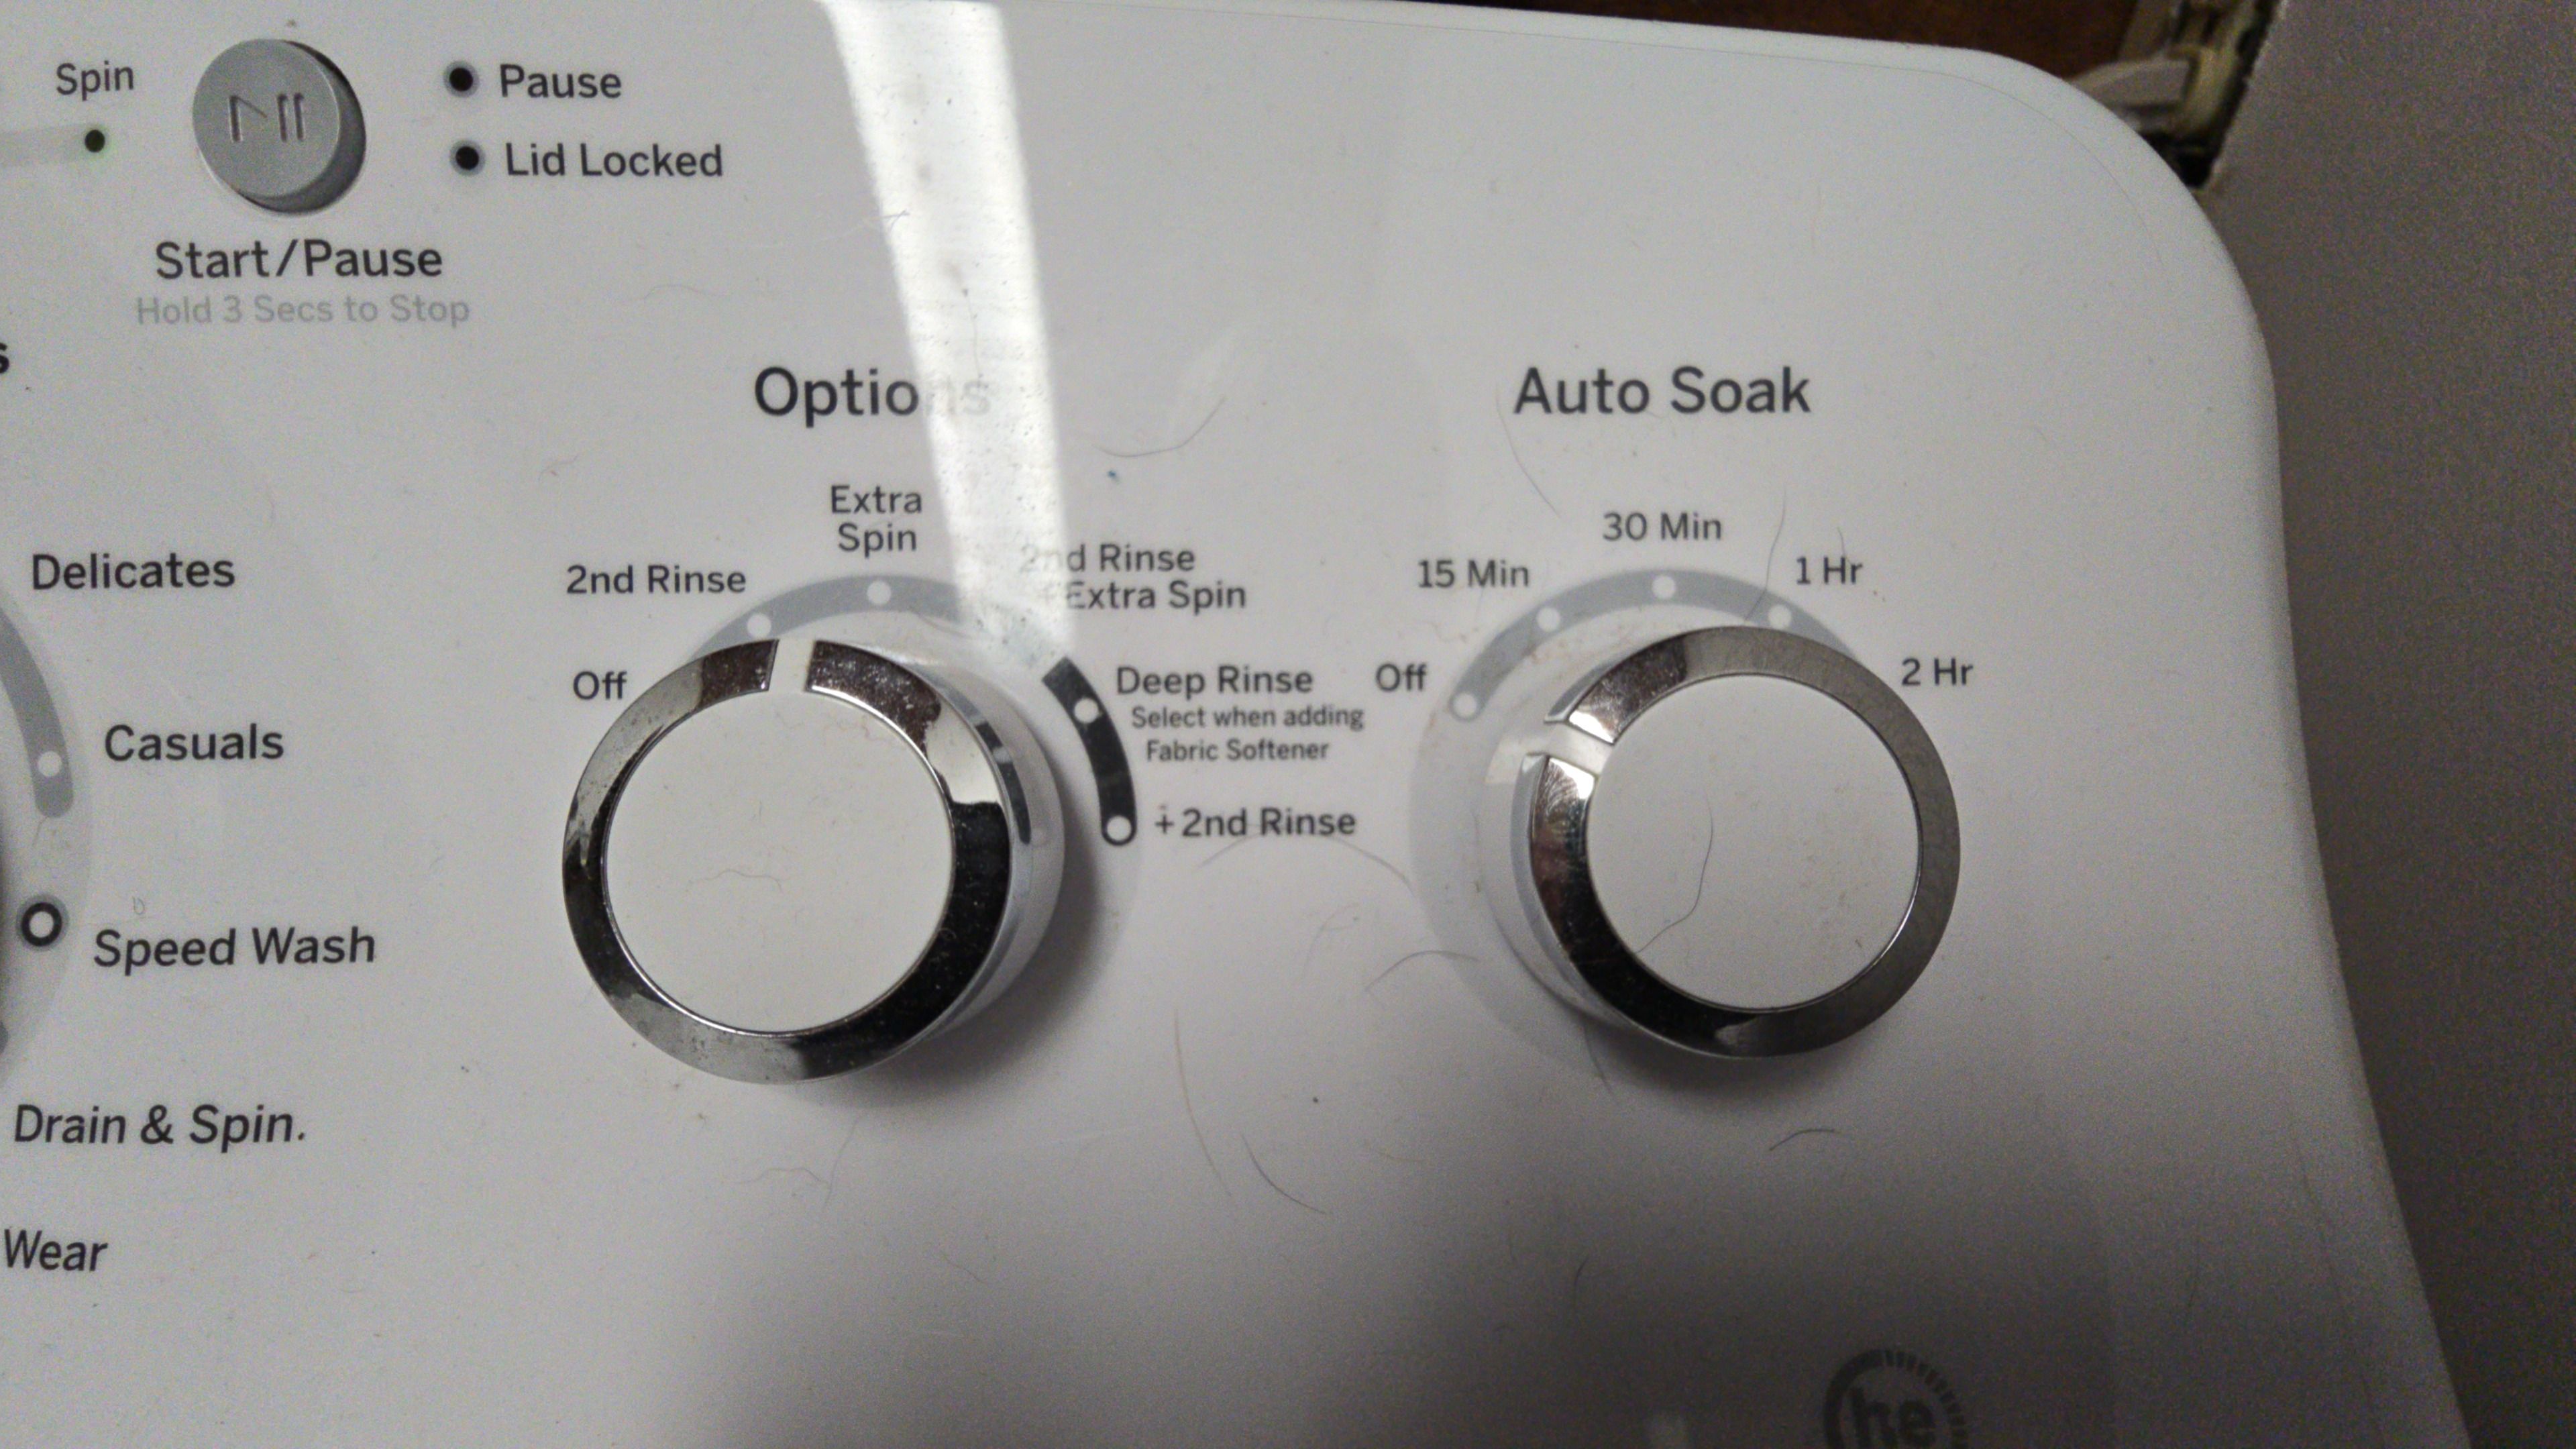 Spin
Pause
Lid Locked
Start/Pause
Hold 3 Secs to Stop
Options
Auto Soak
Extra
Spin
2nd Rinse
2nd Rinse
Extra Spin
Off
Deep Rinse
Select when adding
Fabric Softener
+2nd Rinse
30 Min
15 Min
1 Hr
Off
2 Hr
Delicates
Casuals
Speed Wash
Drain & Spin.
Wear
he